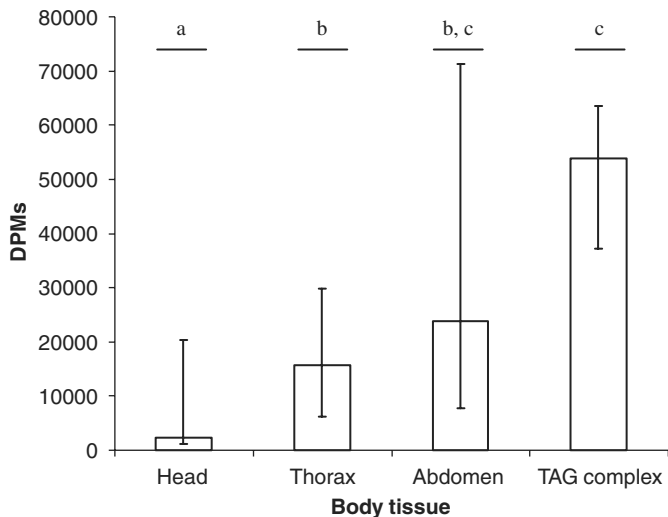 80000
70000
60000
50000
40000
30000
20000
10000
0
DPMs
a b b, c c
Head Thorax Abdomen TAG complex
Body tissue